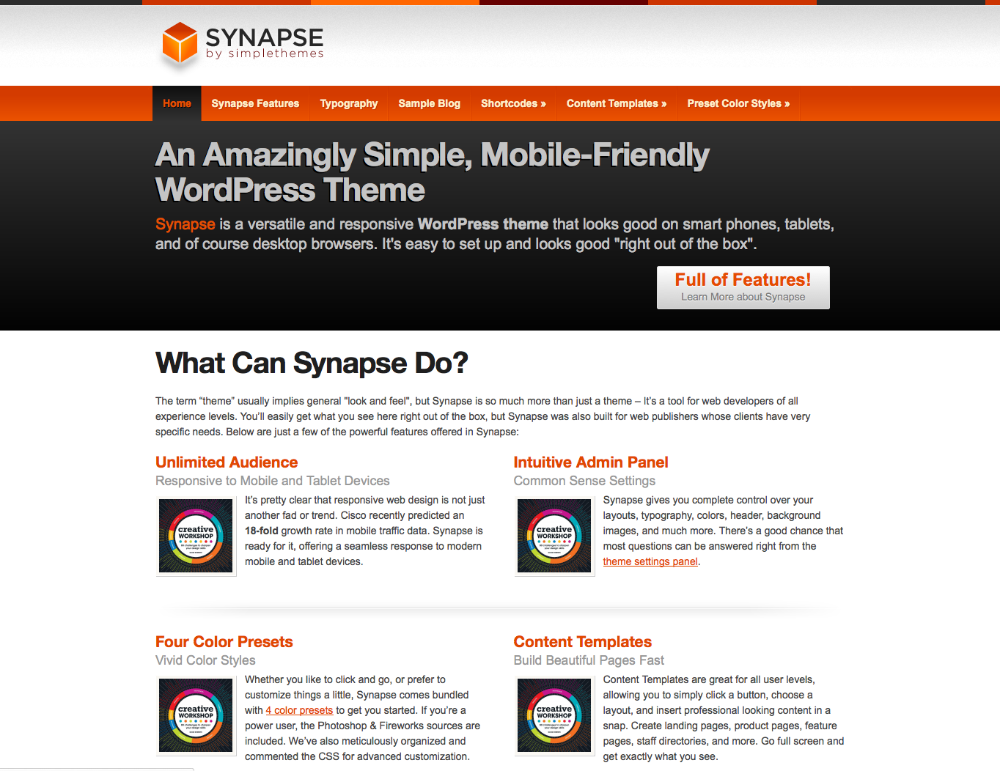 SYNAPSE
by simplethemes
Home
Synapse Features
Typography
Sample Blog
Shortcodes »
Content Templates »
Preset Color Styles »
An Amazingly Simple, Mobile-Friendly
WordPress Theme
Synapse is a versatile and responsive WordPress theme that looks good on smart phones, tablets,
and of course desktop browsers. It's easy to set up and looks good "right out of the box".
Full of Features!
Learn More about Synapse
What Can Synapse Do?
The term “theme” usually implies general "look and feel", but Synapse is so much more than just a theme – It’s a tool for web developers of all
experience levels. You’ll easily get what you see here right out of the box, but Synapse was also built for web publishers whose clients have very
specific needs. Below are just a few of the powerful features offered in Synapse:
Unlimited Audience
Responsive to Mobile and Tablet Devices
creative
WORKSHOP
It’s pretty clear that responsive web design is not just
another fad or trend. Cisco recently predicted an
18-fold growth rate in mobile traffic data. Synapse is
ready for it, offering a seamless response to modern
mobile and tablet devices.
Intuitive Admin Panel
Common Sense Settings
creative
WORKSHOP
Synapse gives you complete control over your
layouts, typography, colors, header, background
images, and much more. There’s a good chance that
most questions can be answered right from the
theme settings panel.
Four Color Presets
Vivid Color Styles
creative
WORKSHOP
Whether you like to click and go, or prefer to
customize things a little, Synapse comes bundled
with 4 color presets to get you started. If you’re a
power user, the Photoshop & Fireworks sources are
included. We’ve also meticulously organized and
commented the CSS for advanced customization.
Content Templates
Build Beautiful Pages Fast
creative
WORKSHOP
Content Templates are great for all user levels,
allowing you to simply click a button, choose a
layout, and insert professional looking content in a
snap. Create landing pages, product pages, feature
pages, staff directories, and more. Go full screen and
get exactly what you see.